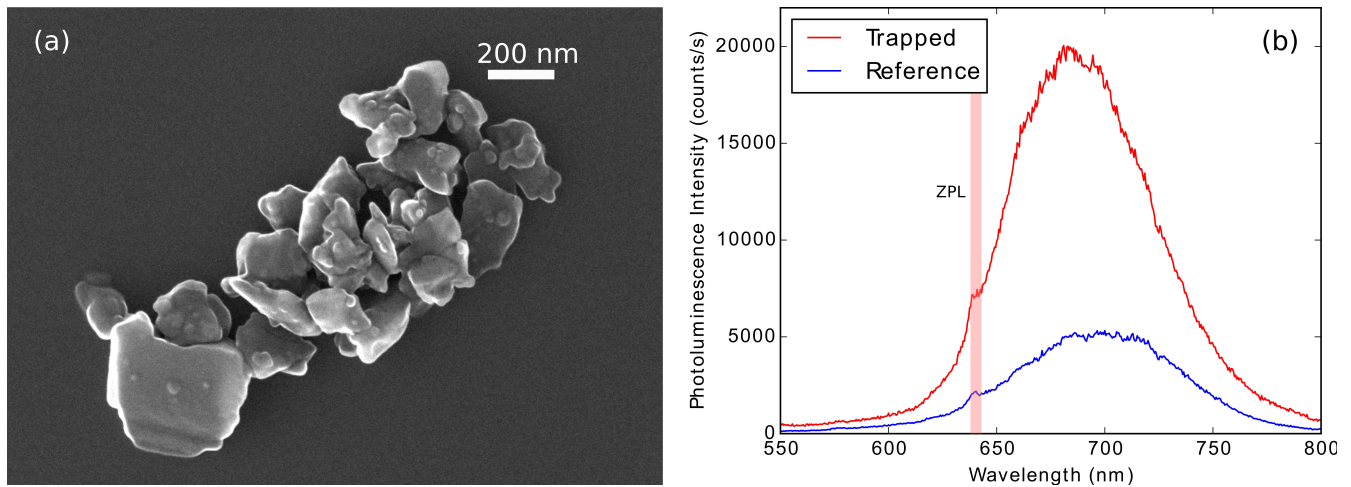 (a)
200 nm
Photoluminescence Intensity (counts/s)
20000
15000
10000
5000
0
Trapped
Reference
(b)
ZPL
550
600
650
700
750
800
Wavelength (nm)